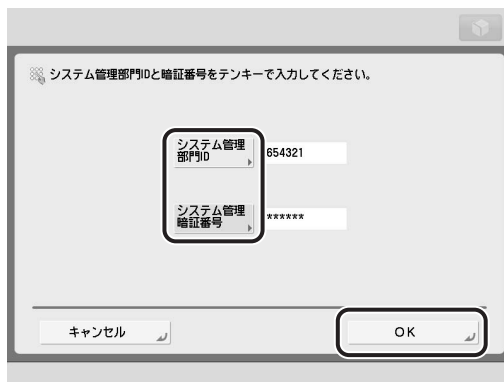 システム管理部門IDと暗証番号をテンキーで入力してください。
システム管理
部門ID
654321
システム管理
暗証番号
******
キャンセル
OK